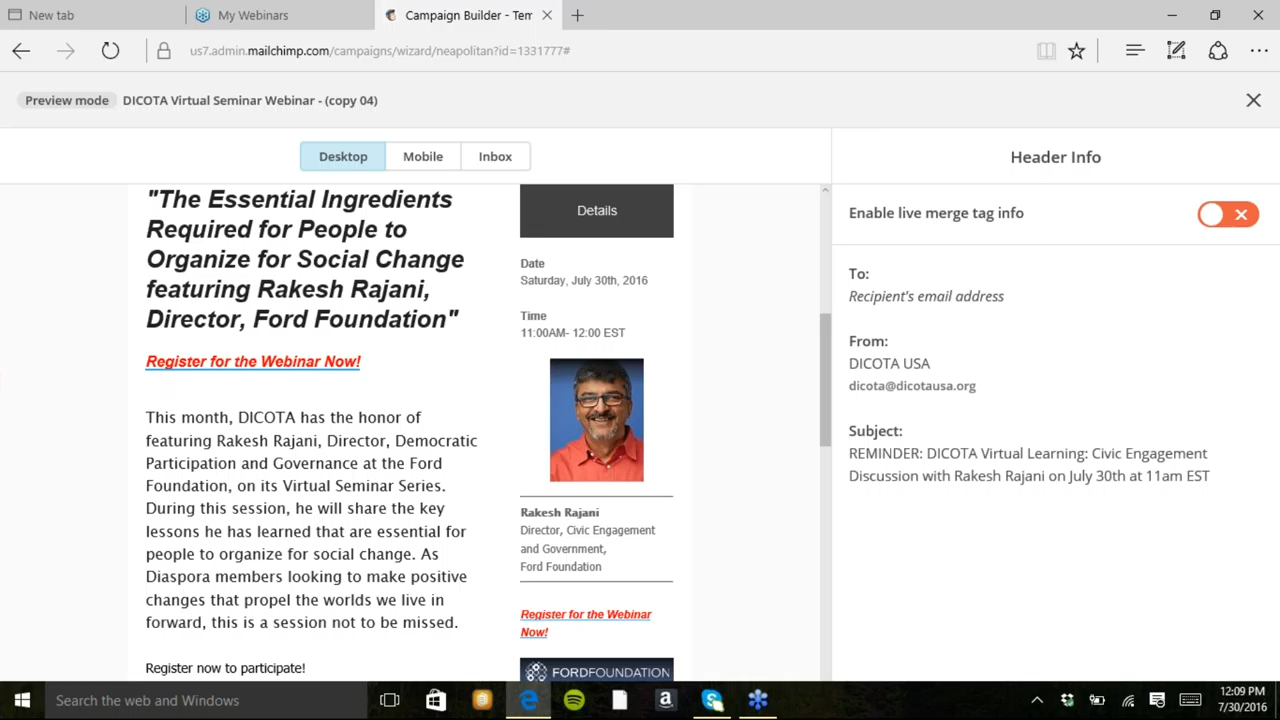 New tab
My Webinars
Campaign Builder - Tem
us7.admin.mailchimp.com/campaigns/wizard/neapolitan?id=1331777#
Preview mode DICOTA Virtual Seminar Webinar - (copy 04)
Desktop
Mobile
Inbox
Header Info
"The Essential Ingredients
Required for People to
Organize for Social Change
featuring Rakesh Rajani,
Director, Ford Foundation"
Register for the Webinar Now!
This month, DICOTA has the honor of
featuring Rakesh Rajani, Director, Democratic
Participation and Governance at the Ford
Foundation, on its Virtual Seminar Series.
During this session, he will share the key
lessons he has learned that are essential for
people to organize for social change. As
Diaspora members looking to make positive
changes that propel the worlds we live in
forward, this is a session not to be missed.
Register now to participate!
Details
Date
Saturday, July 30th, 2016
Time
11:00AM- 12:00 EST
Rakesh Rajani
Director, Civic Engagement
and Government,
Ford Foundation
Register for the Webinar
Now!
FORDFOUNDATION
Enable live merge tag info
To:
Recipient's email address
From:
DICOTA USA
dicota@dicotausa.org
Subject:
REMINDER: DICOTA Virtual Learning: Civic Engagement
Discussion with Rakesh Rajani on July 30th at 11am EST
Search the web and Windows
12:09 PM
7/30/2016